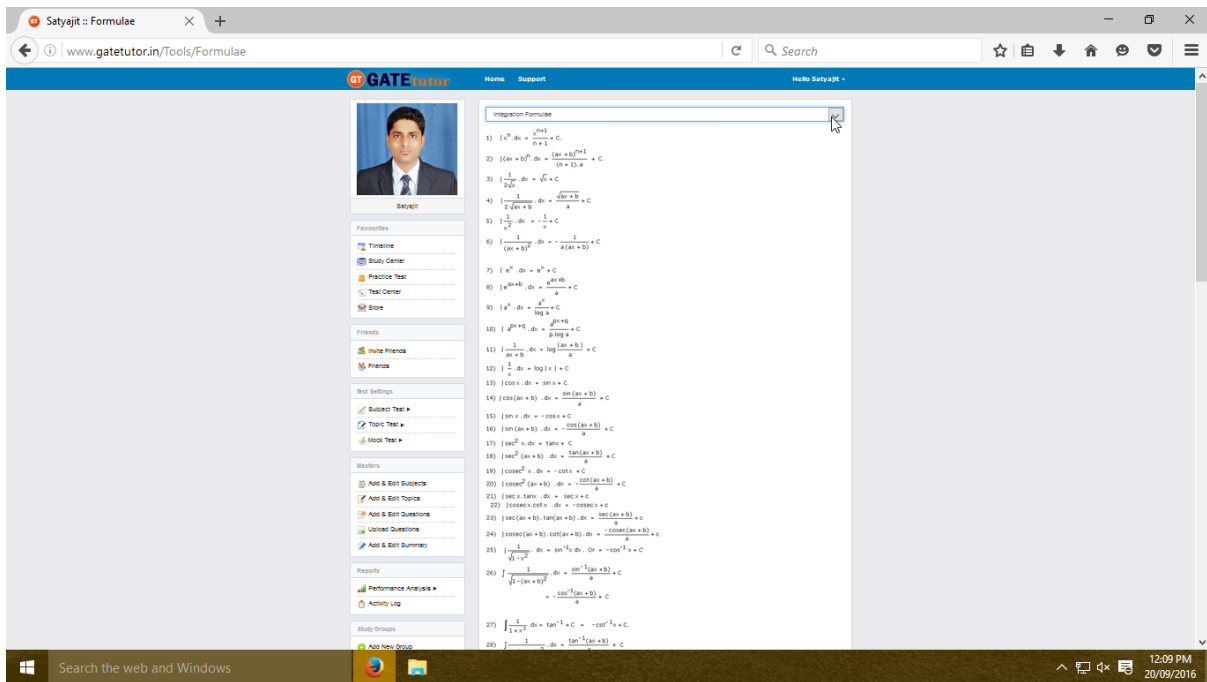 Satyajit :: Formulae
www.gatetutor.in/Tools/Formulae
Search
GT GATEtutor
Home Support
Hello Satyajit
Satyajit
Favourites
Timeline
Study Center
Practice Test
Test Center
Store
Friends
Invite Friends
Friends
Test Settings
Subject Test ▸
Topic Test ▸
Mock Test ▸
Masters
Add & Edit Subjects
Add & Edit Topics
Add & Edit Questions
Upload Questions
Add & Edit Summary
Reports
Performance Analysis ▸
Activity Log
Study Groups
Add New Group
Integration Formulae
1) ∫xⁿ.dx = xⁿ⁺¹/(n + 1) + C.
2) ∫(ax + b)ⁿ. dx = (ax + b)ⁿ⁺¹/((n + 1).a) + C.
3) ∫1/(2√x) .dx = √x + C
4) ∫1/(2√(ax + b)) .dx = √(ax + b)/a + C
5) ∫1/x² .dx = -1/x + C
6) ∫1/(ax + b)² .dx = -1/(a(ax + b)) + C
7) ∫ eˣ .dx = eˣ + C
8) ∫e^(ax+b) .dx = e^(ax+b)/a + C
9) ∫aˣ .dx = aˣ/log a + C
10) ∫ a^(px+q) .dx = a^(px+q)/(p.log a) + C
11) ∫1/(ax + b) .dx = log |ax + b|/a + C
12) ∫ 1/x .dx = log | x | + C
13) ∫cos x .dx = sin x + C
14) ∫cos(ax + b) .dx = sin (ax + b)/a + C
15) ∫sin x . dx = -cos x + C
16) ∫sin (ax + b) .dx = -cos(ax + b)/a + C
17) ∫sec² x. dx = tanx + C
18) ∫sec² (ax + b) .dx = tan(ax + b)/a + C
19) ∫cosec² x . dx = -cotx + C
20) ∫cosec² (ax + b) .dx = -cot(ax + b)/a + C
21) ∫sec x. tanx .dx = sec x + c
22) ∫cosec x.cot x .dx = -cosec x + c
23) ∫sec(ax + b). tan(ax + b) . dx = sec(ax + b)/a + c
24) ∫cosec(ax + b). cot(ax + b) . dx = -cosec(ax + b)/a + c
25) ∫1/√(1-x²) . dx = sin⁻¹x dx . Or = -cos⁻¹ x + C
26) ∫1/√(1-(ax + b)²) .dx = sin⁻¹(ax + b)/a + C
= -cos⁻¹(ax + b)/a + C
27) ∫1/(1 + x²) .dx = tan⁻¹ + C = -cot⁻¹x + C.
28) ∫ 1 .dx = tan⁻¹(ax + b)/a + C
Search the web and Windows
12:09 PM
20/09/2016